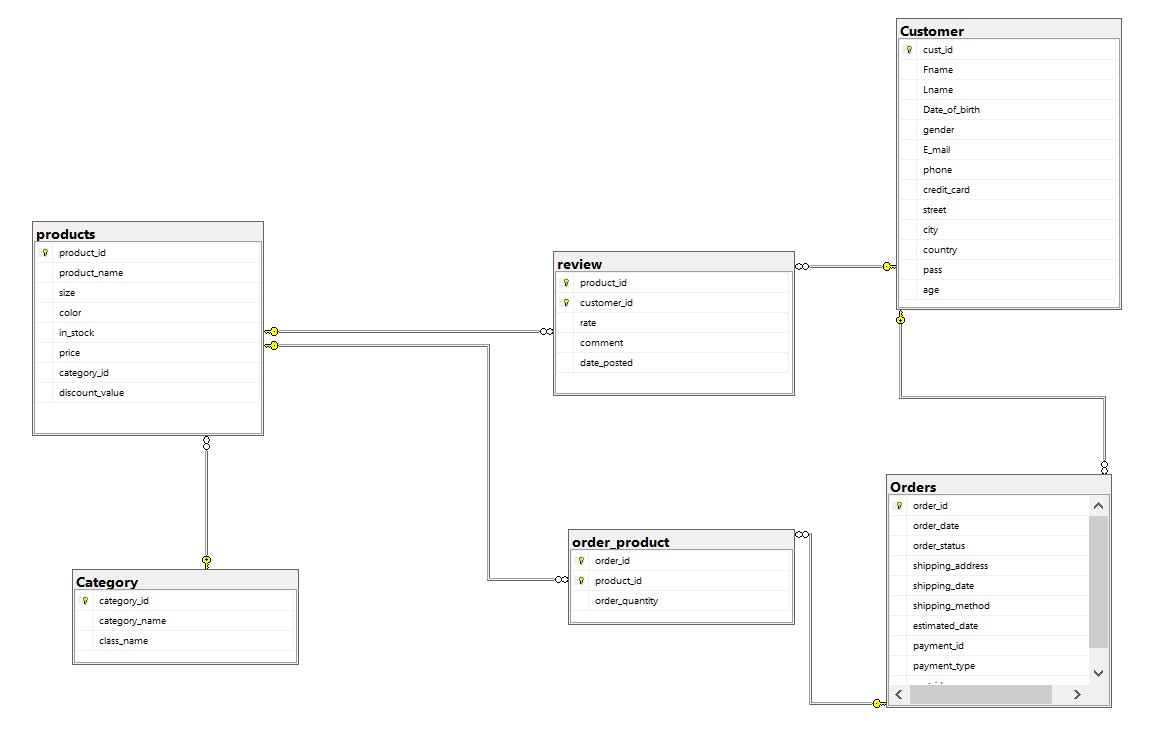 Customer
cust_id
Fname
Lname
Date_of_birth
gender
E_mail
phone
credit_card
street
city
country
pass
age
products
product_id
product_name
size
color
in_stock
price
category_id
discount_value
review
product_id
customer_id
rate
comment
date_posted
Orders
order_id
order_date
order_status
shipping_address
shipping_date
shipping_method
estimated_date
payment_id
payment_type
order_product
order_id
product_id
order_quantity
Category
category_id
category_name
class_name